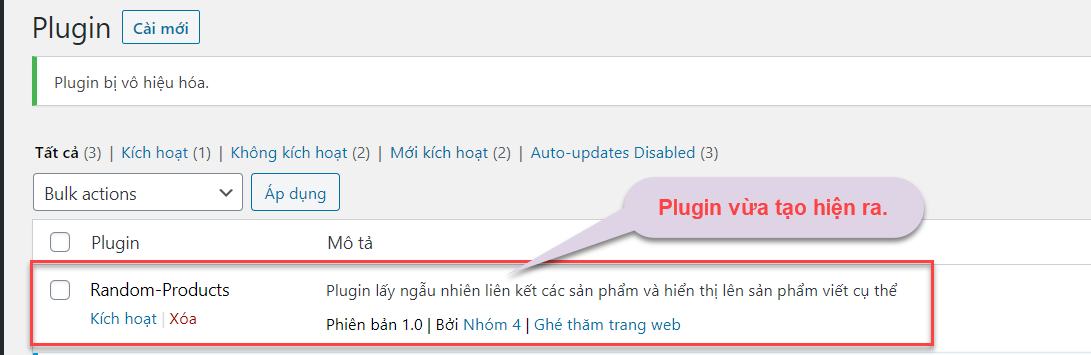 Plugin Cài mới
Plugin bị vô hiệu hóa.
Tất cả (3) | Kích hoạt (1) | Không kích hoạt (2) | Mới kích hoạt (2) | Auto-updates Disabled (3)
Bulk actions Áp dụng
Plugin vừa tạo hiện ra.
Plugin Mô tả
Random-Products Plugin lấy ngẫu nhiên liên kết các sản phẩm và hiển thị lên sản phẩm viết cụ thể
Kích hoạt | Xóa Phiên bản 1.0 | Bởi Nhóm 4 | Ghé thăm trang web